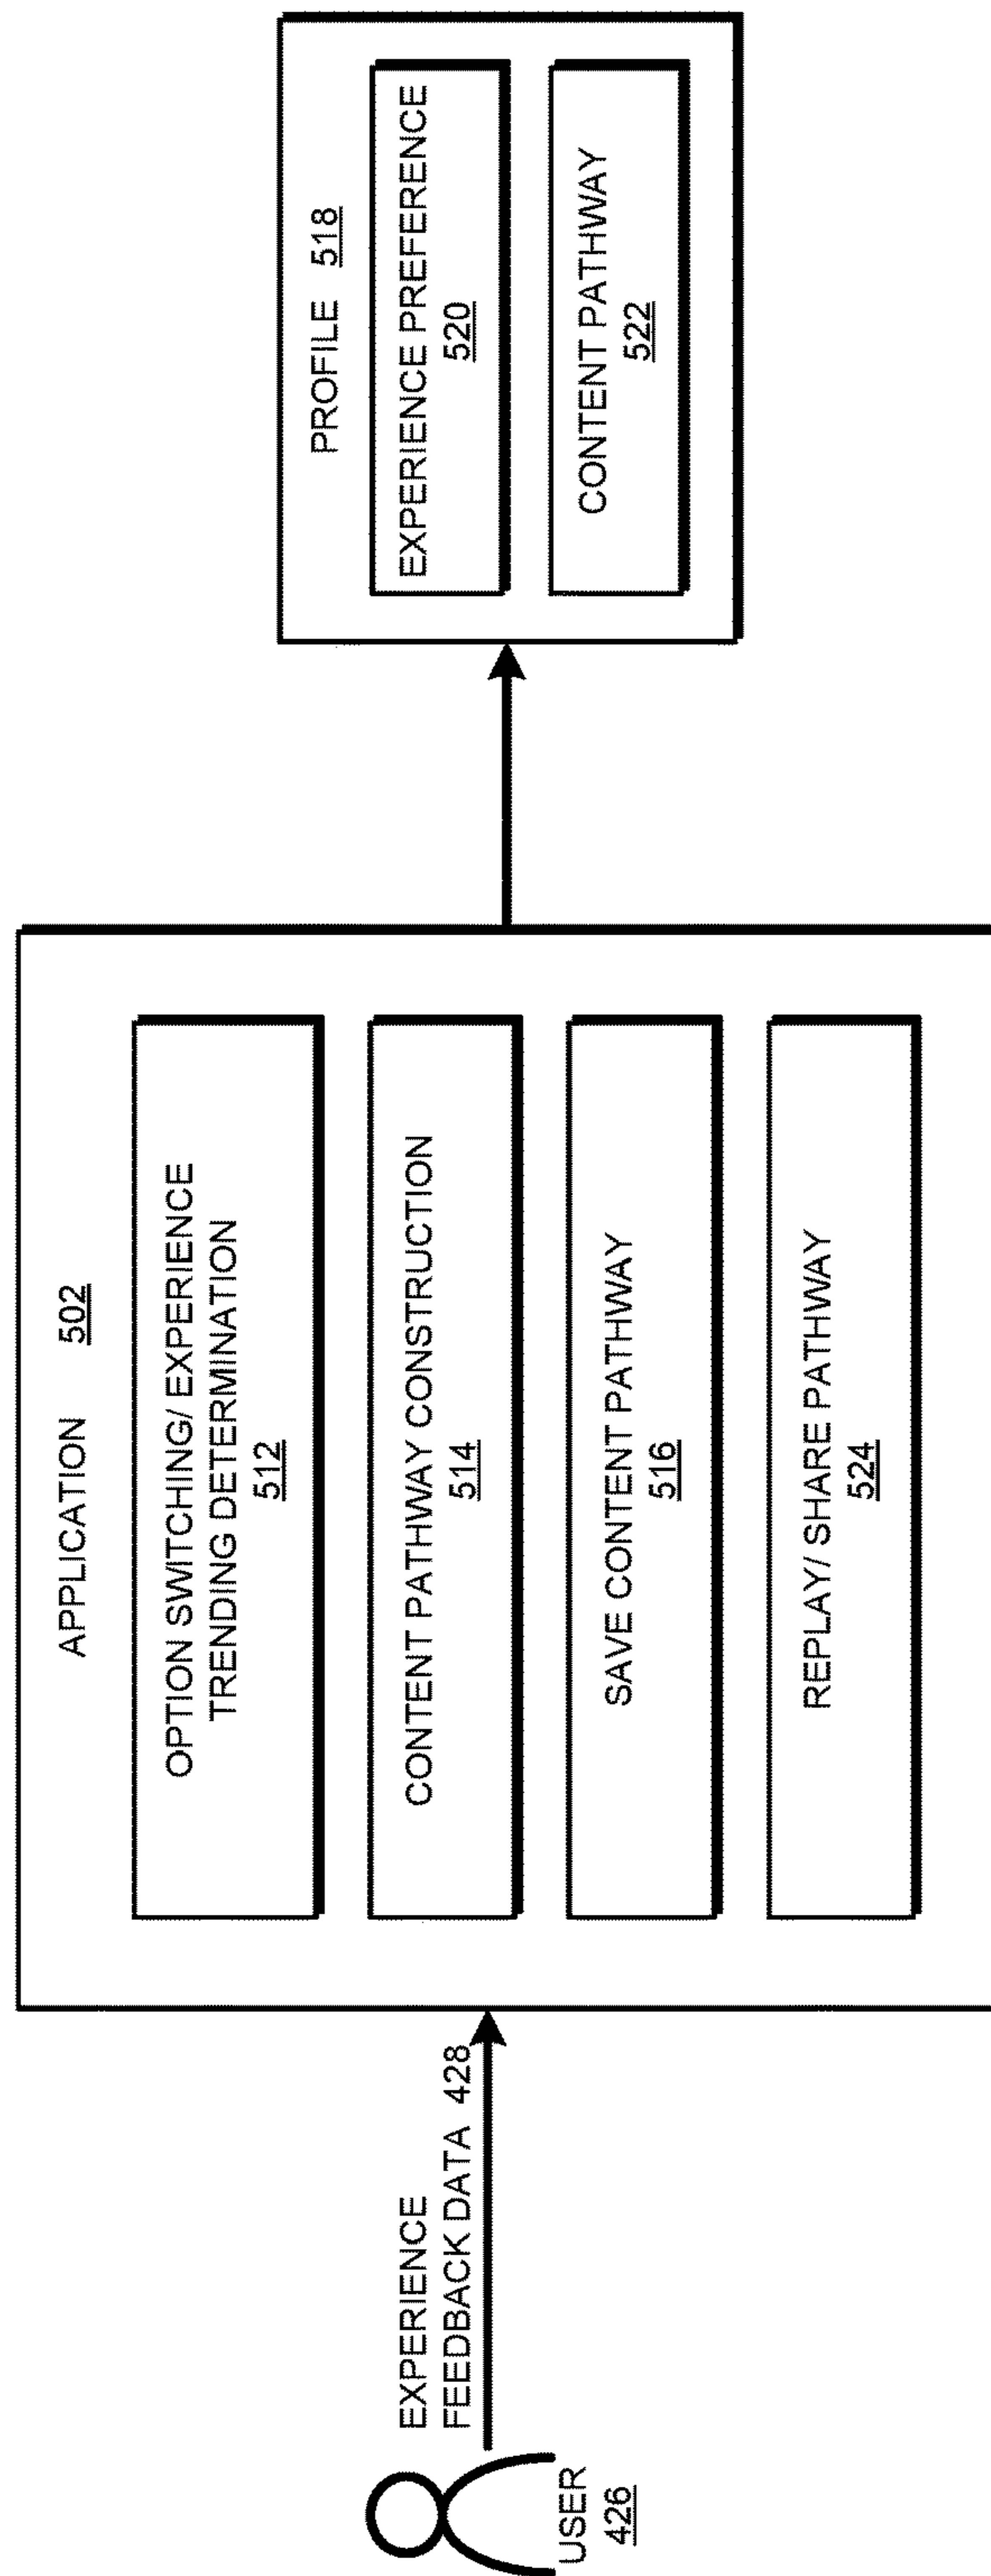 USER
426
EXPERIENCE
FEEDBACK DATA 428
APPLICATION 502
OPTION SWITCHING/ EXPERIENCE
TRENDING DETERMINATION
512
CONTENT PATHWAY CONSTRUCTION
514
SAVE CONTENT PATHWAY
516
REPLAY/ SHARE PATHWAY
524
PROFILE 518
EXPERIENCE PREFERENCE
520
CONTENT PATHWAY
522